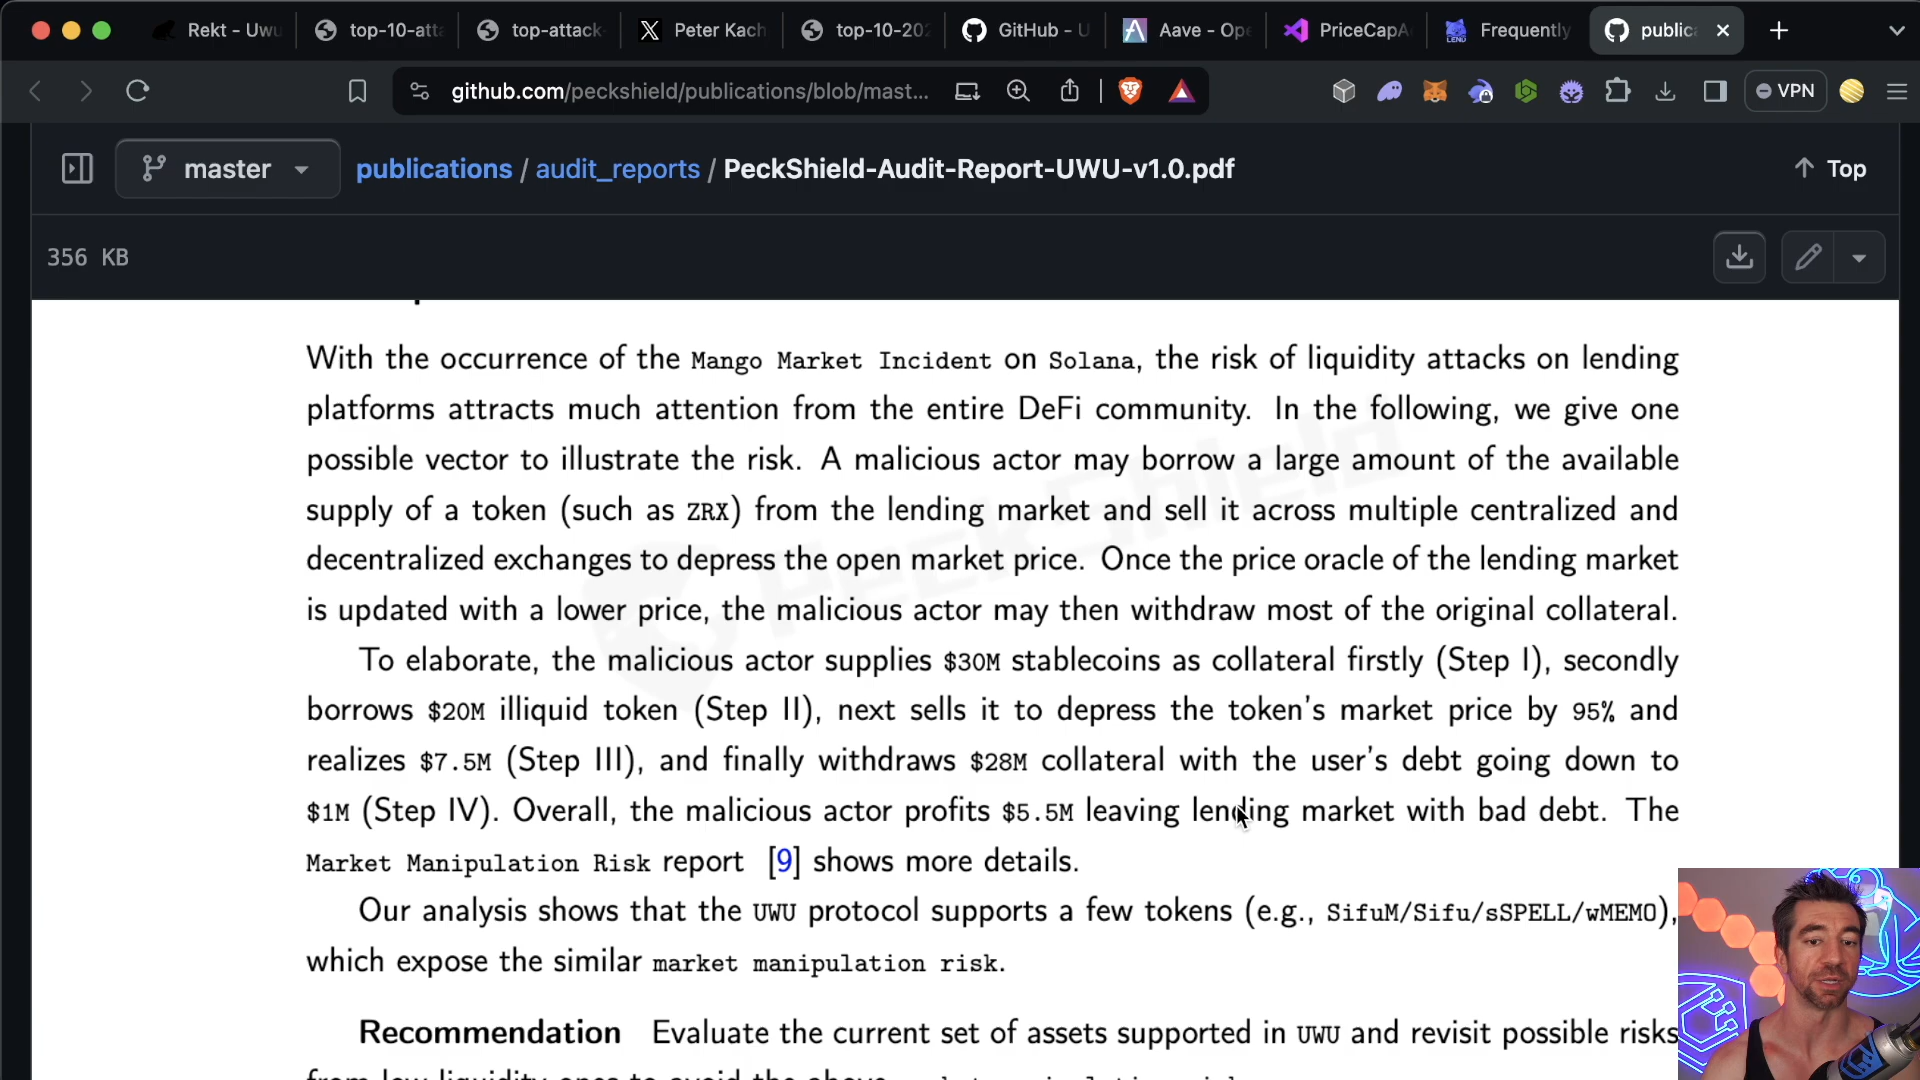 Rekt - Uwu
top-10-atta
top-attack
Peter Kach
top-10-202
GitHub - U
Aave - Ope
PriceCapA
Frequently
public
github.com/peckshield/publications/blob/mast...
VPN
master
publications / audit_reports / PeckShield-Audit-Report-UWU-v1.0.pdf
Top
356 KB
With the occurrence of the Mango Market Incident on Solana, the risk of liquidity attacks on lending
platforms attracts much attention from the entire DeFi community. In the following, we give one
possible vector to illustrate the risk. A malicious actor may borrow a large amount of the available
supply of a token (such as ZRX) from the lending market and sell it across multiple centralized and
decentralized exchanges to depress the open market price. Once the price oracle of the lending market
is updated with a lower price, the malicious actor may then withdraw most of the original collateral.
To elaborate, the malicious actor supplies $30M stablecoins as collateral firstly (Step I), secondly
borrows $20M illiquid token (Step II), next sells it to depress the token's market price by 95% and
realizes $7.5M (Step III), and finally withdraws $28M collateral with the user's debt going down to
$1M (Step IV). Overall, the malicious actor profits $5.5M leaving lending market with bad debt. The
Market Manipulation Risk report [9] shows more details.
Our analysis shows that the UWU protocol supports a few tokens (e.g., SifuM/Sifu/sSPELL/wMEMO),
which expose the similar market manipulation risk.
Recommendation Evaluate the current set of assets supported in UWU and revisit possible risks
PeckShield